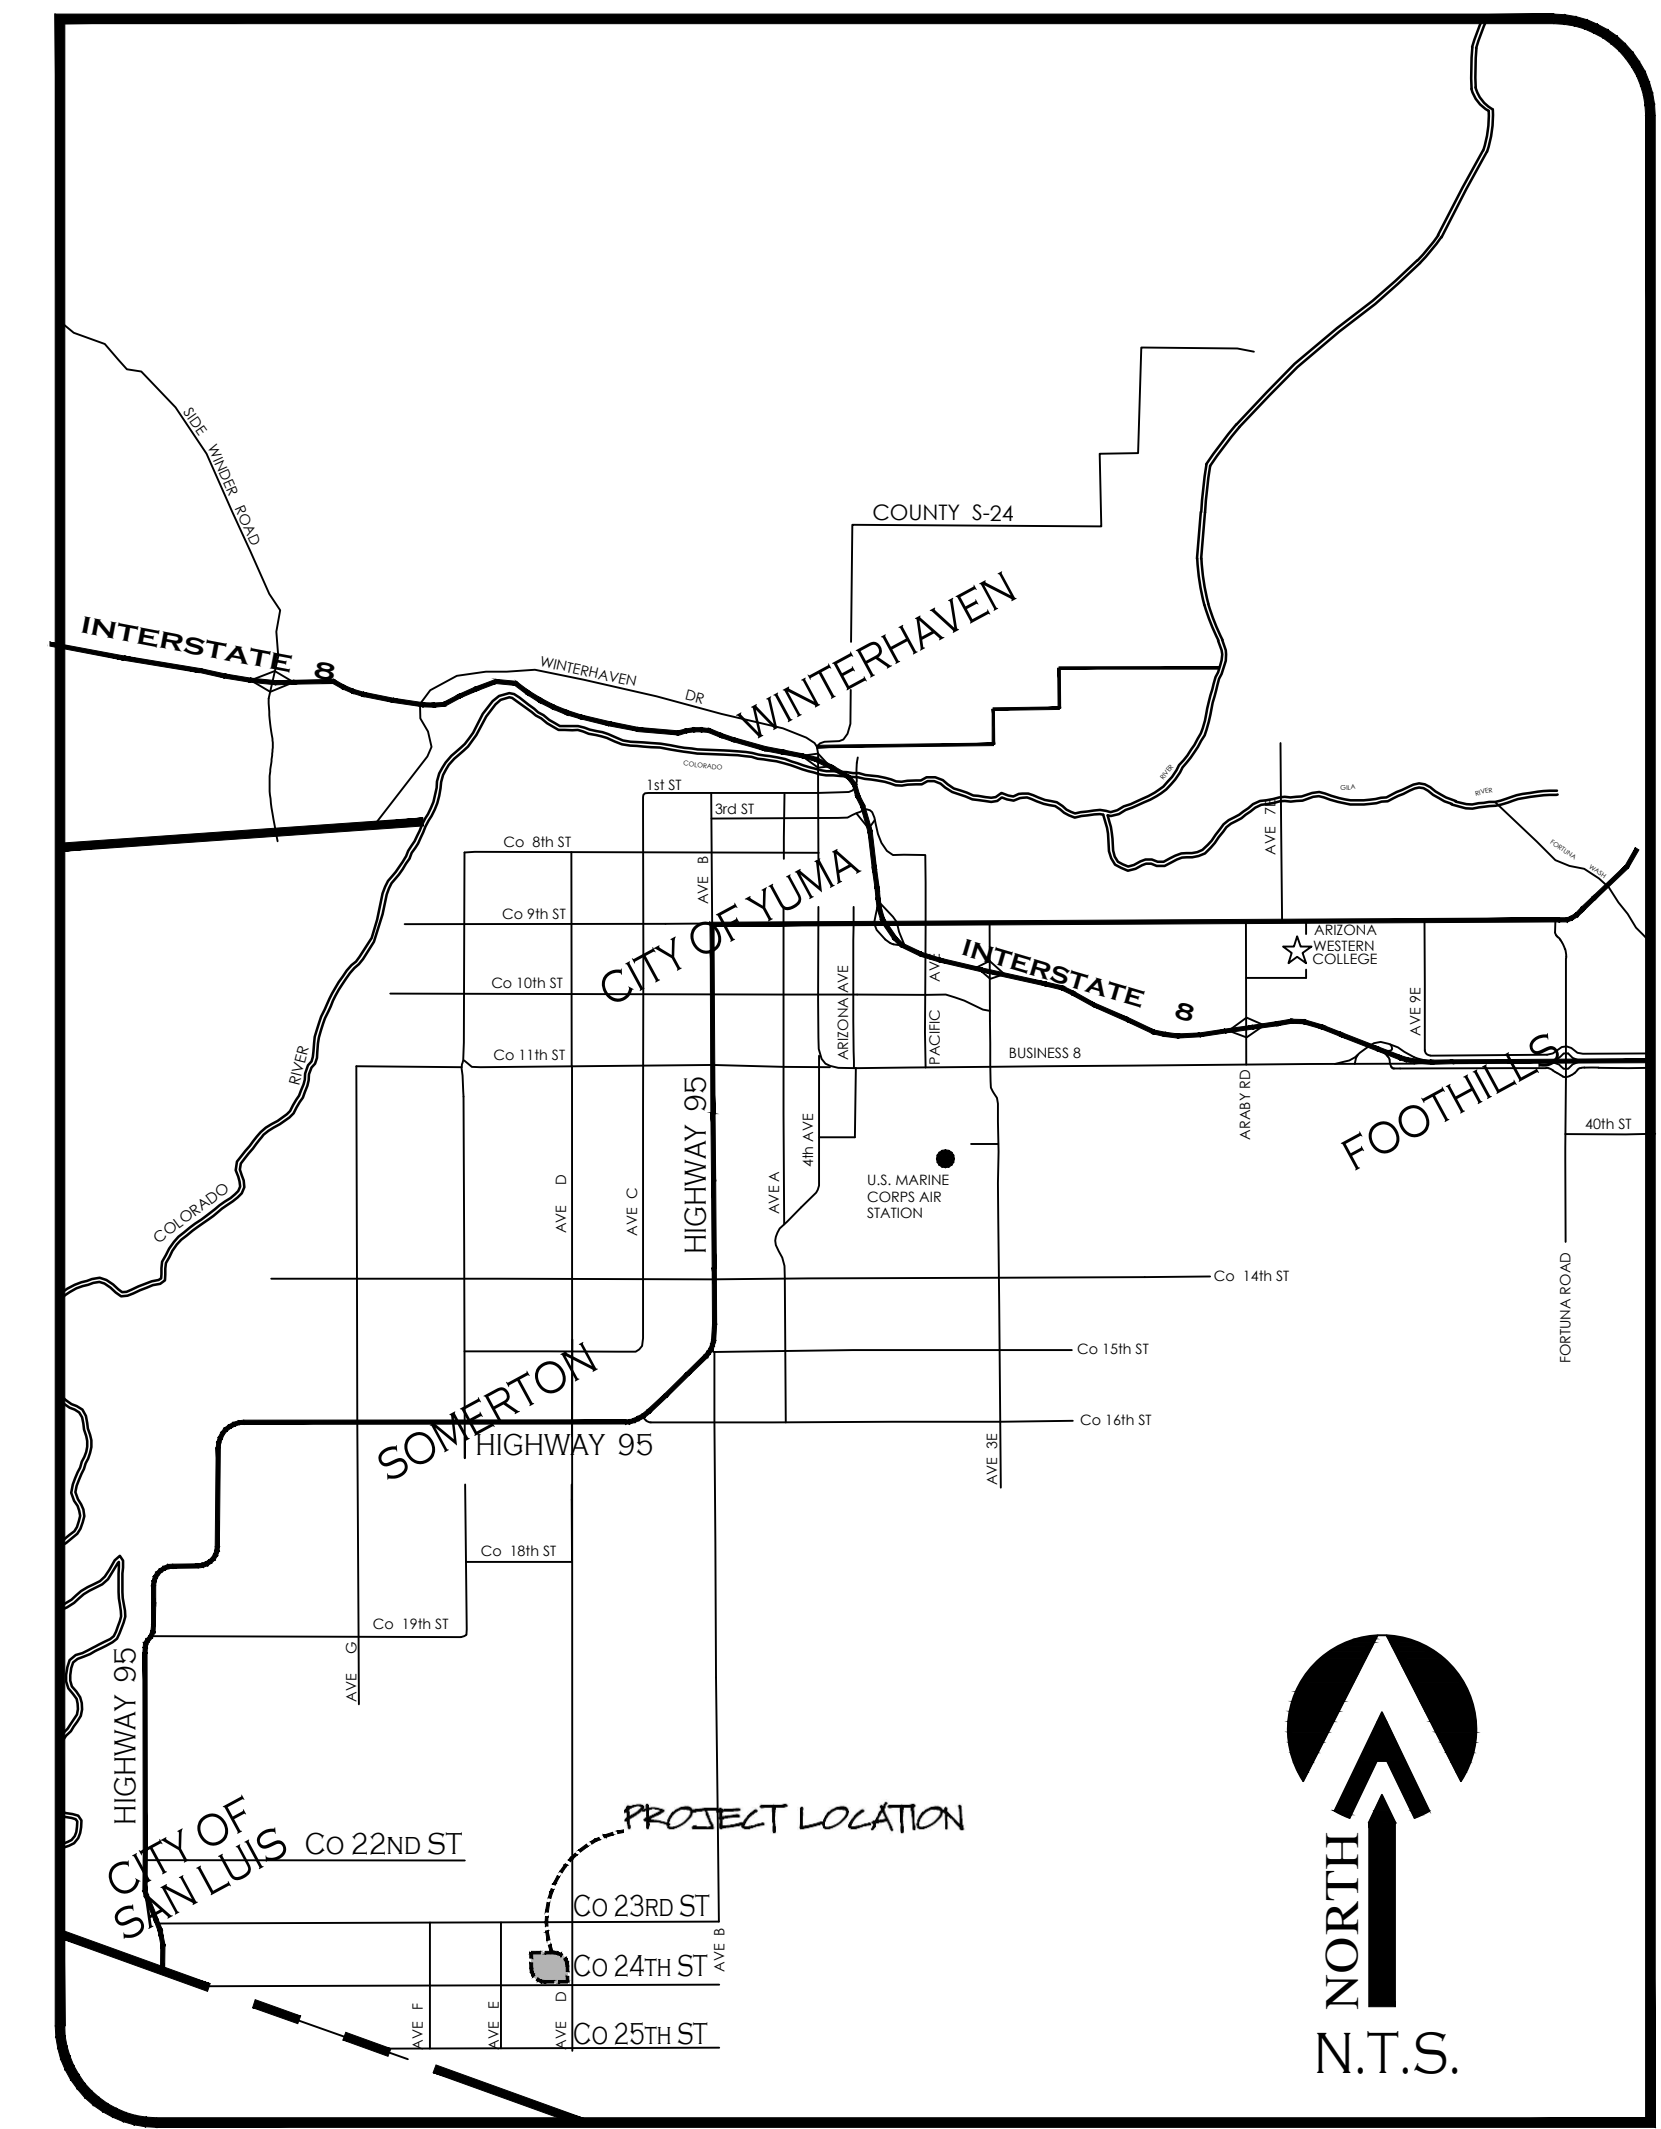 COUNTY S-24
SIDE WINDER ROAD
WINTERHAVEN
INTERSTATE 8
WINTERHAVEN DR
COLORADO
RIVER
1st ST
3rd ST
GILA RIVER
AVE 7E
FORTUNA WASH
Co 8th ST
AVE B
CITY OF YUMA
Co 9th ST
ARIZONA
WESTERN
COLLEGE
INTERSTATE 8
Co 10th ST
ARIZONA AVE
PACIFIC AVE
AVE 9E
Co 11th ST
BUSINESS 8
RIVER
FOOTHILLS
HIGHWAY 95
4th AVE
ARABY RD
40th ST
COLORADO
AVE D
AVE C
AVE A
U.S. MARINE
CORPS AIR
STATION
Co 14th ST
FORTUNA ROAD
Co 15th ST
SOMERTON
HIGHWAY 95
Co 16th ST
AVE 3E
Co 18th ST
Co 19th ST
AVE G
HIGHWAY 95
PROJECT LOCATION
CITY OF
SAN LUIS
Co 22ND ST
Co 23RD ST
AVE B
Co 24TH ST
AVE F
AVE E
AVE D
Co 25TH ST
NORTH
N.T.S.